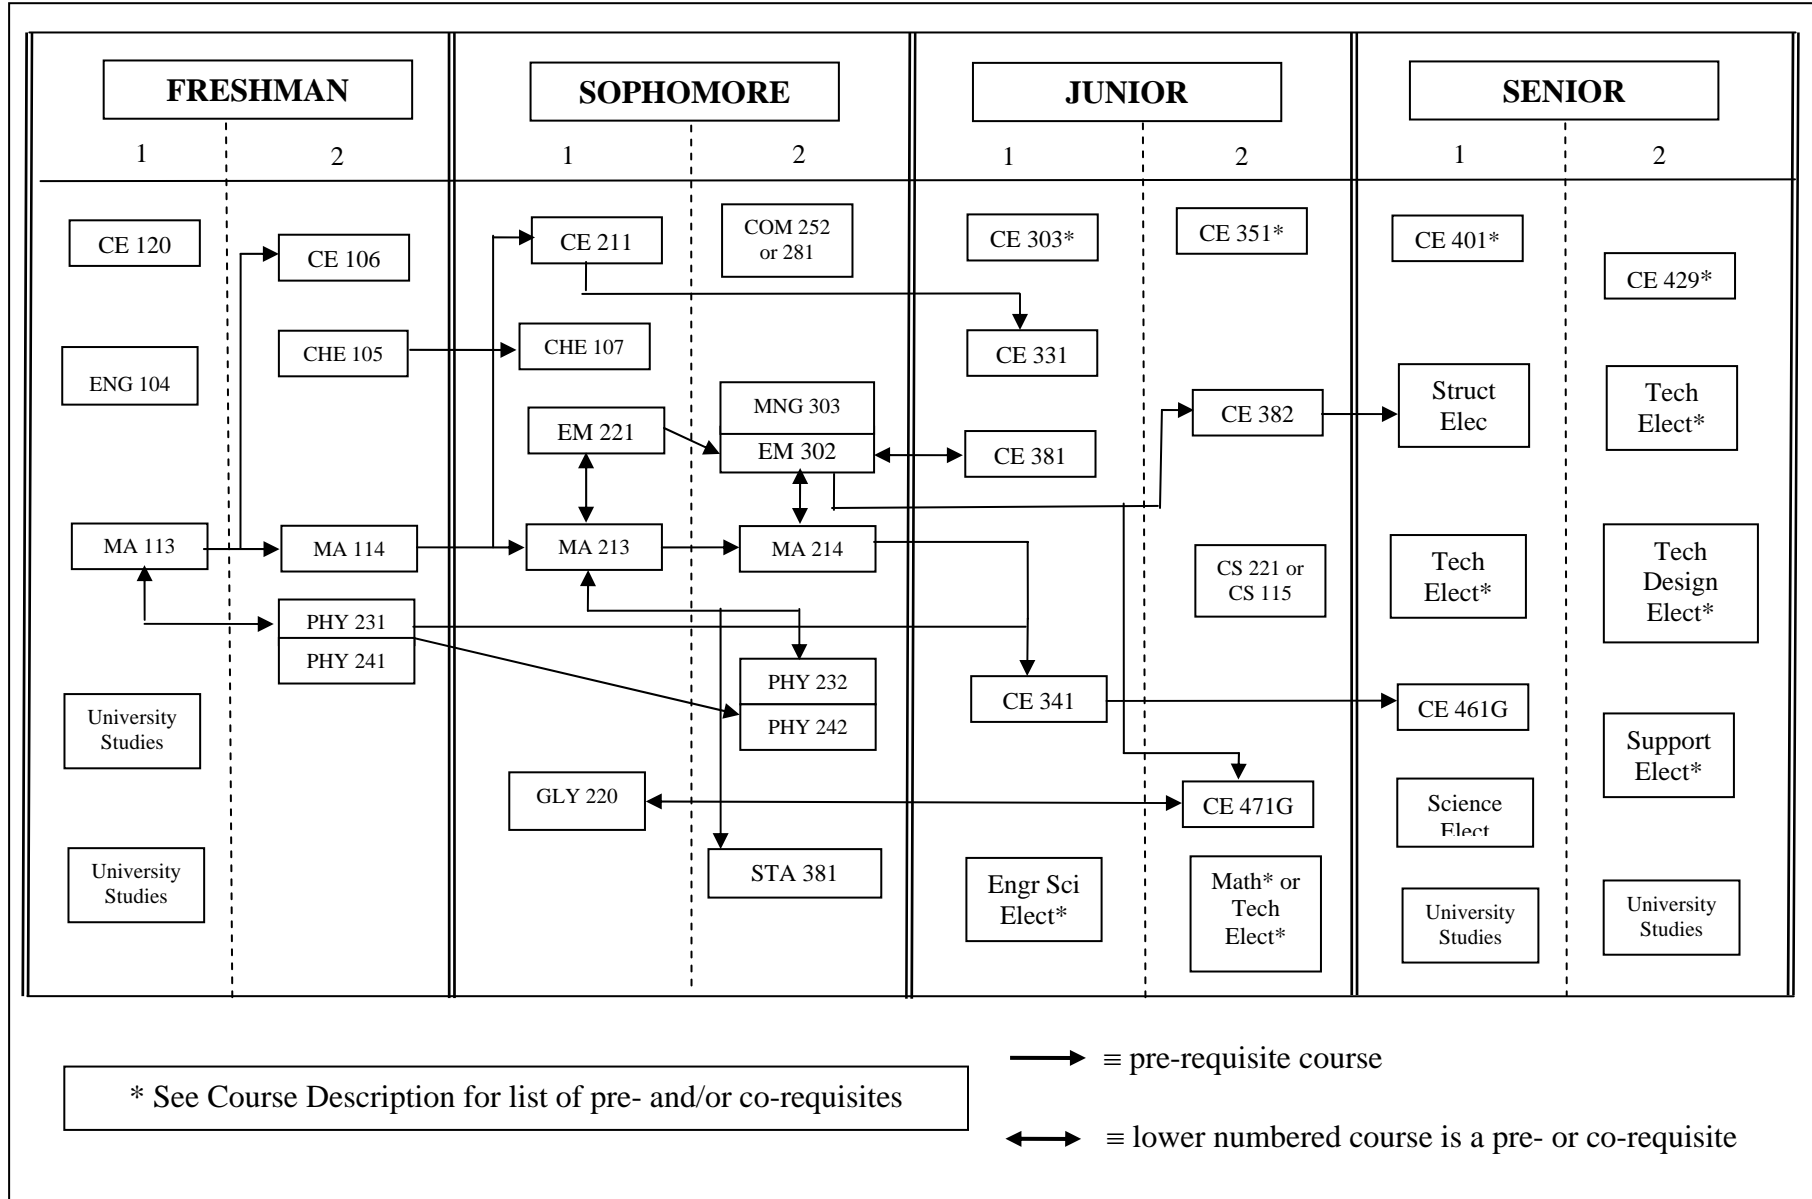 FRESHMAN
SOPHOMORE
JUNIOR
SENIOR
1
2
1
2
1
2
1
2
CE 120
ENG 104
MA 113
University
Studies
University
Studies
CE 106
CHE 105
MA 114
PHY 231
PHY 241
CE 211
CHE 107
EM 221
MA 213
GLY 220
COM 252
or 281
MNG 303
EM 302
MA 214
PHY 232
PHY 242
STA 381
CE 303*
CE 331
CE 381
CE 341
Engr Sci
Elect*
CE 351*
CE 382
CS 221 or
CS 115
CE 471G
Math* or
Tech
Elect*
CE 401*
Struct
Elec
Tech
Elect*
CE 461G
Science
Elect
University
Studies
CE 429*
Tech
Elect*
Tech
Design
Elect*
Support
Elect*
University
Studies
* See Course Description for list of pre- and/or co-requisites
≡ pre-requisite course
≡ lower numbered course is a pre- or co-requisite